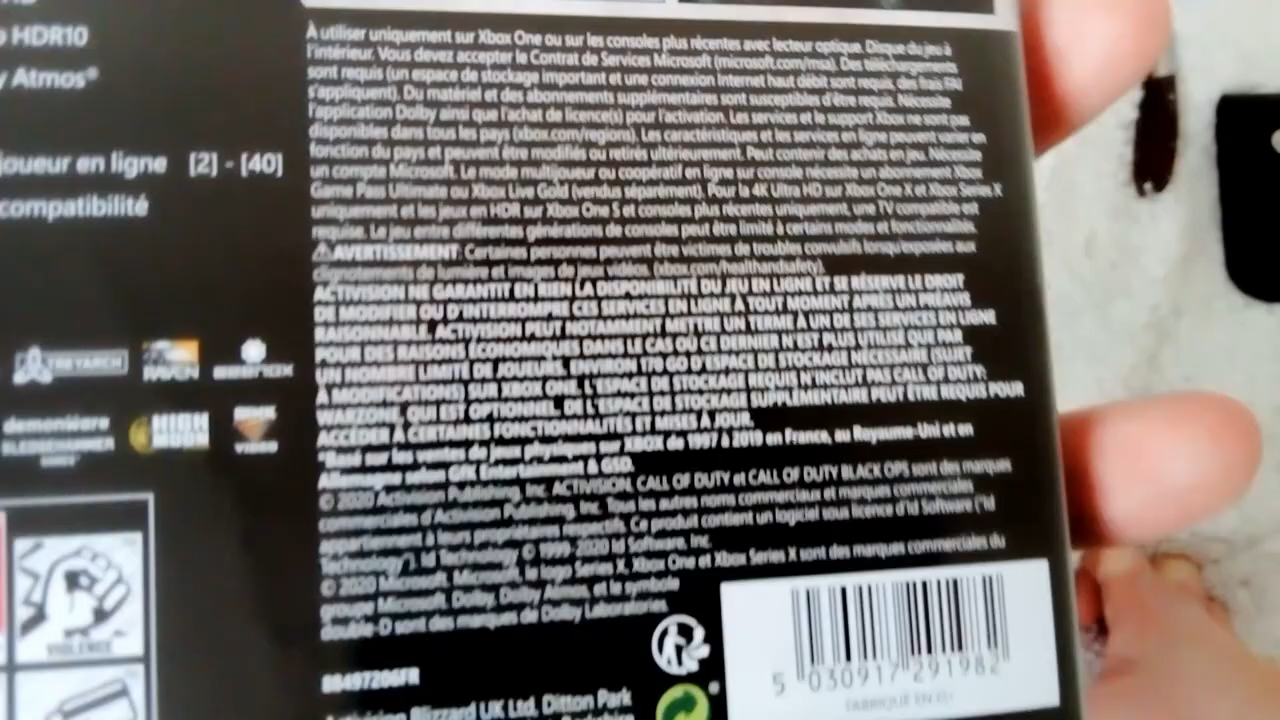 HDR10
Atmos®
joueur en ligne [2] - [40]
compatibilité
À utiliser uniquement sur Xbox One ou sur les consoles plus récentes avec lecteur optique. Disque du jeu à
l'intérieur. Vous devez accepter le Contrat de Services Microsoft (microsoft.com/msa). Des téléchargements
sont requis (un espace de stockage important et une connexion Internet haut débit sont requis, des frais FAI
s'appliquent). Du matériel et des abonnements supplémentaires sont susceptibles d'être requis. Nécessite
l'application Dolby ainsi que l'achat de licence(s) pour l'activation. Les services et le support Xbox ne sont pas
disponibles dans tous les pays (xbox.com/regions). Les caractéristiques et les services en ligne peuvent varier en
fonction du pays et peuvent être modifiés ou retirés ultérieurement. Peut contenir des achats en jeu. Nécessite
un compte Microsoft. Le mode multijoueur ou coopératif en ligne sur console nécessite un abonnement Xbox
Game Pass Ultimate ou Xbox Live Gold (vendus séparément). Pour la 4K Ultra HD sur Xbox One X et Xbox Series X
uniquement et les jeux en HDR sur Xbox One S et consoles plus récentes uniquement, une TV compatible est
requise. Le jeu entre différentes générations de consoles peut être limité à certains modes et fonctionnalités.
⚠AVERTISSEMENT Certaines personnes peuvent être victimes de troubles convulsifs lorsqu'exposées aux
clignotements de lumière et images de jeux vidéos. (xbox.com/healthandsafety).
ACTIVISION NE GARANTIT EN RIEN LA DISPONIBILITÉ DU JEU EN LIGNE ET SE RÉSERVE LE DROIT
DE MODIFIER OU D'INTERROMPRE CES SERVICES EN LIGNE À TOUT MOMENT APRÈS UN PRÉAVIS
RAISONNABLE. ACTIVISION PEUT NOTAMMENT METTRE UN TERME À UN DE SES SERVICES EN LIGNE
POUR DES RAISONS ÉCONOMIQUES DANS LE CAS OÙ CE DERNIER N'EST PLUS UTILISÉ QUE PAR
UN NOMBRE LIMITÉ DE JOUEURS. ENVIRON 170 GO D'ESPACE DE STOCKAGE NÉCESSAIRE (SUJET
À MODIFICATIONS) SUR XBOX ONE. L'ESPACE DE STOCKAGE REQUIS N'INCLUT PAS CALL OF DUTY:
WARZONE, QUI EST OPTIONNEL. DE L'ESPACE DE STOCKAGE SUPPLÉMENTAIRE PEUT ÊTRE REQUIS POUR
ACCÉDER À CERTAINES FONCTIONNALITÉS ET MISES À JOUR.
*Basé sur les ventes de jeux physiques sur XBOX de 1997 à 2019 en France, au Royaume-Uni et en
Allemagne selon GfK Entertainment & GSD.
© 2020 Activision Publishing, Inc. ACTIVISION, CALL OF DUTY et CALL OF DUTY BLACK OPS sont des marques
commerciales d'Activision Publishing, Inc. Tous les autres noms commerciaux et marques commerciales
appartiennent à leurs propriétaires respectifs. Ce produit contient un logiciel sous licence d'id Software ("id
Technology"). id Technology © 1999-2020 id Software, Inc.
© 2020 Microsoft. Microsoft, le logo Series X, Xbox One et Xbox Series X sont des marques commerciales du
groupe Microsoft. Dolby, Dolby Atmos, et le symbole
double-D sont des marques de Dolby Laboratories.
TREYARCH
RAVEN
BEENOX
demonware
SLEDGEHAMMER
HIGH MOON
VIDEO
VIOLENCE
88497206FR
Activision Blizzard UK Ltd, Ditton Park
5 030917 291982
FABRIQUÉ EN